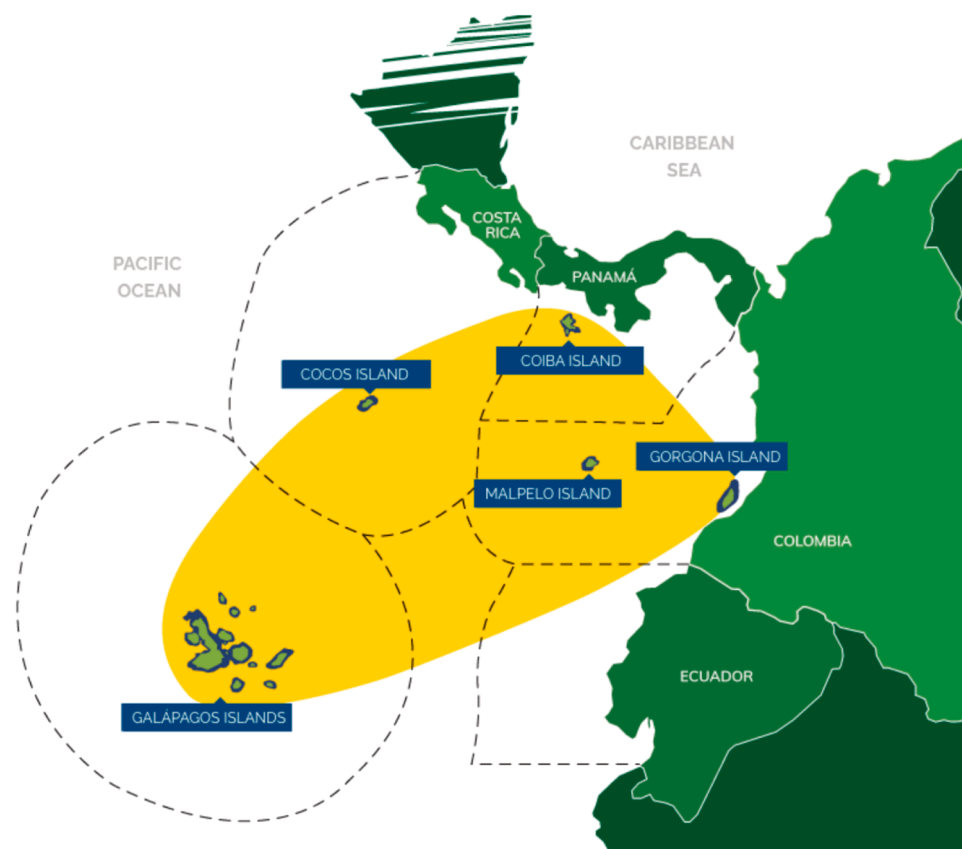 CARIBBEAN
SEA
COSTA
RICA
PACIFIC
OCEAN
PANAMÁ
COIBA ISLAND
COCOS ISLAND
GORGONA ISLAND
MALPELO ISLAND
COLOMBIA
ECUADOR
GALÁPAGOS ISLANDS